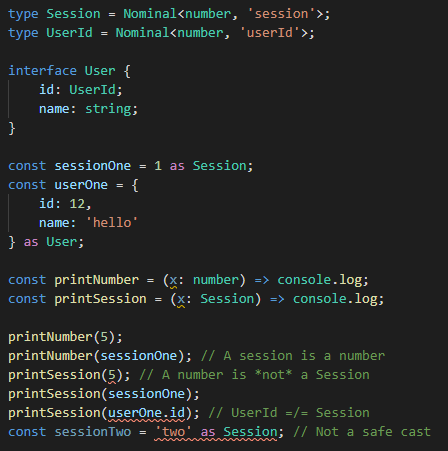 type Session = Nominal<number, 'session'>;
type UserId = Nominal<number, 'userId'>;

interface User {
    id: UserId;
    name: string;
}

const sessionOne = 1 as Session;
const userOne = {
    id: 12,
    name: 'hello'
} as User;

const printNumber = (x: number) => console.log;
const printSession = (x: Session) => console.log;

printNumber(5);
printNumber(sessionOne); // A session is a number
printSession(5); // A number is *not* a Session
printSession(sessionOne);
printSession(userOne.id); // UserId =/= Session
const sessionTwo = 'two' as Session; // Not a safe cast